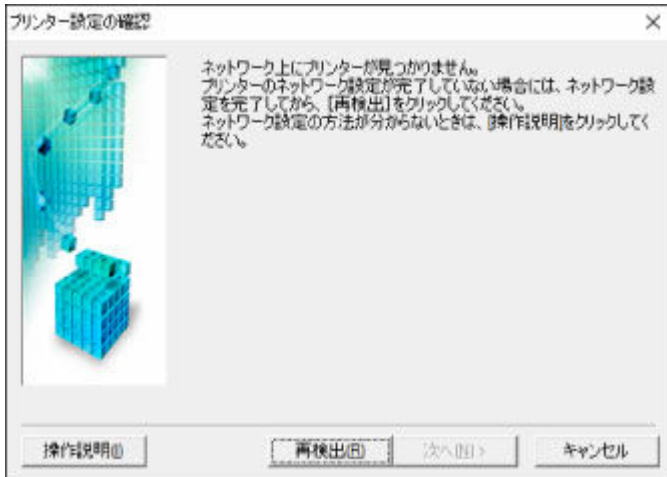 プリンター設定の確認
ネットワーク上にプリンターが見つかりません。
プリンターのネットワーク設定が完了していない場合には、ネットワーク設
定を完了してから、[再検出]をクリックしてください。
ネットワーク設定の方法が分からないときは、[操作説明]をクリックしてく
ださい。
操作説明(I)
再検出(R)
次へ(N) >
キャンセル